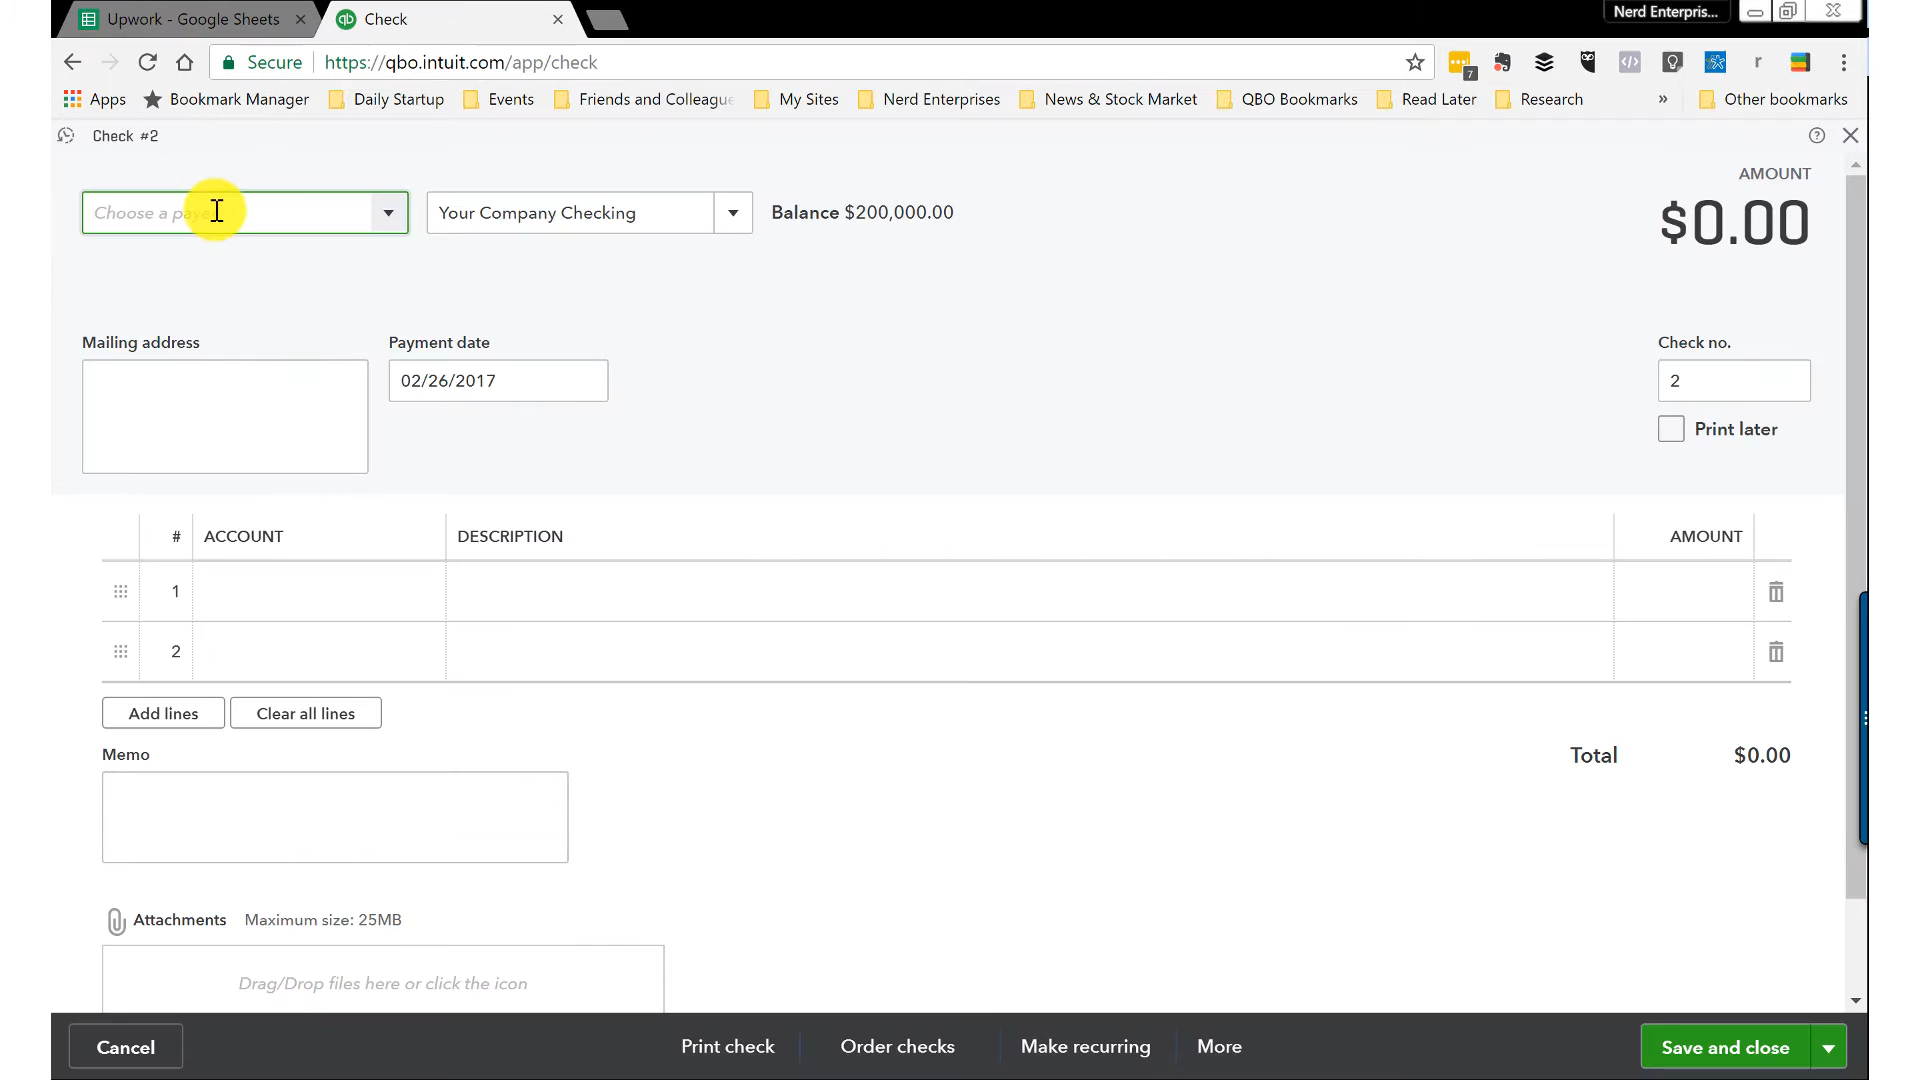 Upwork - Google Sheets
Check
Nerd Enterpris...
Secure
https://qbo.intuit.com/app/check
7
r
Apps
Bookmark Manager
Daily Startup
Events
Friends and Colleagu
My Sites
Nerd Enterprises
News & Stock Market
QBO Bookmarks
Read Later
Research
»
Other bookmarks
Check #2
AMOUNT
Choose a paye
Your Company Checking
Balance $200,000.00
$0.00
Mailing address
Payment date
Check no.
02/26/2017
2
Print later
# ACCOUNT DESCRIPTION AMOUNT
1
2
Add lines
Clear all lines
Memo
Total $0.00
Attachments Maximum size: 25MB
Drag/Drop files here or click the icon
Cancel
Print check
Order checks
Make recurring
More
Save and close